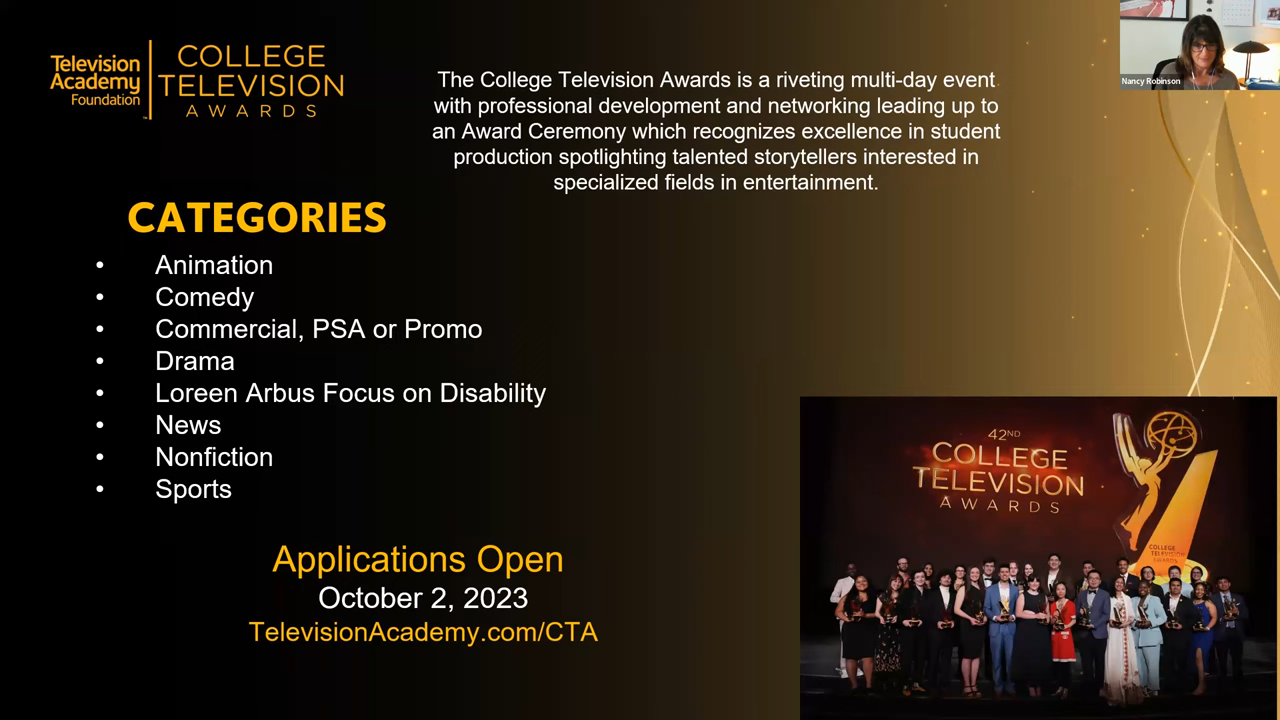 Television
Academy
Foundation
COLLEGE
TELEVISION
AWARDS
The College Television Awards is a riveting multi-day event
with professional development and networking leading up to
an Award Ceremony which recognizes excellence in student
production spotlighting talented storytellers interested in
specialized fields in entertainment.
Nancy Robinson
CATEGORIES
• Animation
• Comedy
• Commercial, PSA or Promo
• Drama
• Loreen Arbus Focus on Disability
• News
• Nonfiction
• Sports
Applications Open
October 2, 2023
TelevisionAcademy.com/CTA
42ND
COLLEGE
TELEVISION
AWARDS
COLLEGE
TELEVISION
AWARDS